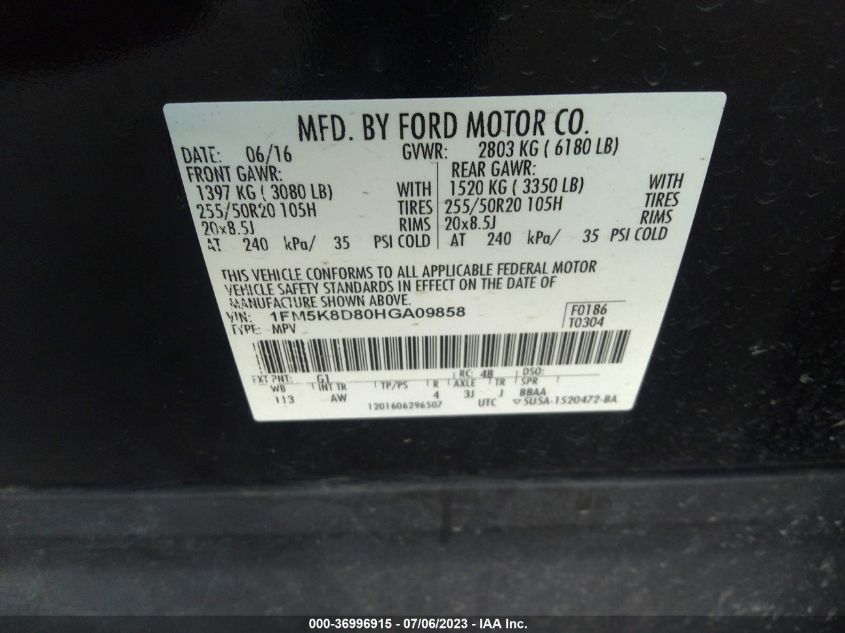 MFD. BY FORD MOTOR CO.
DATE: 06/16 GVWR: 2803 KG ( 6180 LB)
FRONT GAWR: REAR GAWR:
1397 KG ( 3080 LB) WITH 1520 KG ( 3350 LB) WITH
255/50R20 105H TIRES 255/50R20 105H TIRES
20x8.5J RIMS 20x8.5J RIMS
AT 240 kPa/ 35 PSI COLD AT 240 kPa/ 35 PSI COLD
THIS VEHICLE CONFORMS TO ALL APPLICABLE FEDERAL MOTOR
VEHICLE SAFETY STANDARDS IN EFFECT ON THE DATE OF
MANUFACTURE SHOWN ABOVE.
VIN: 1FM5K8D80HGA09858 F0186
TYPE: MPV T0304
EXT PNT: G1 RC: 48 DSO:
WB INT TR TP/PS R AXLE TR SPR
113 AW 4 3J J BBAA
1201606296507 UTC ▽5U5A-1520472-BA
000-36996915 - 07/06/2023 - IAA Inc.